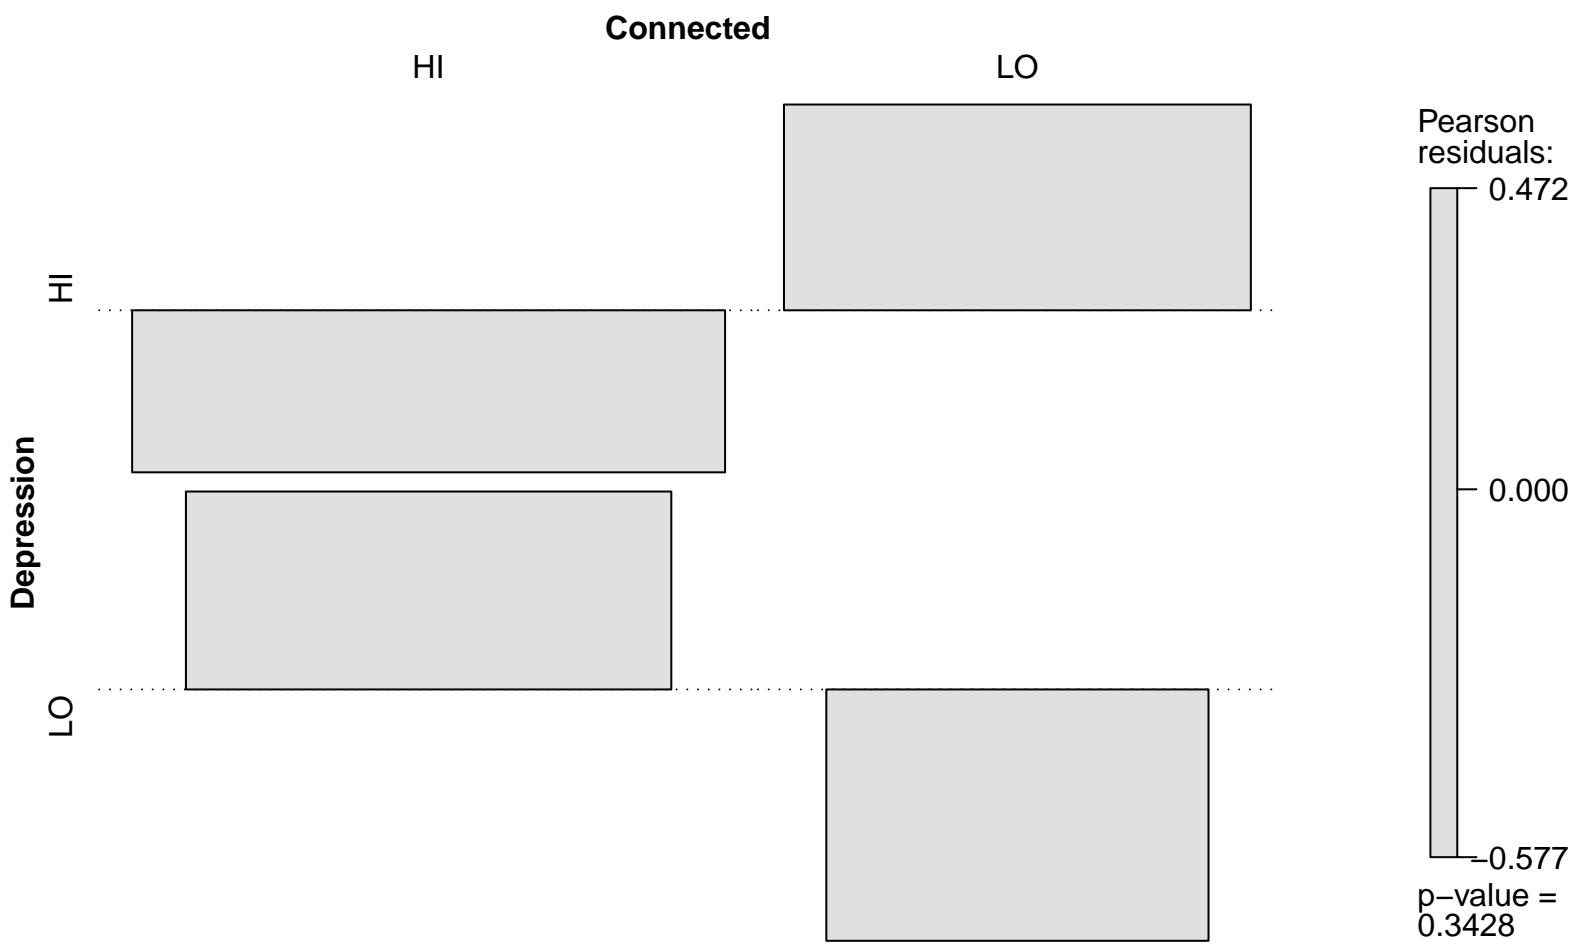 Connected
HI
LO
Depression
HI
LO
Pearson
residuals:
0.472
0.000
−0.577
p−value =
0.3428